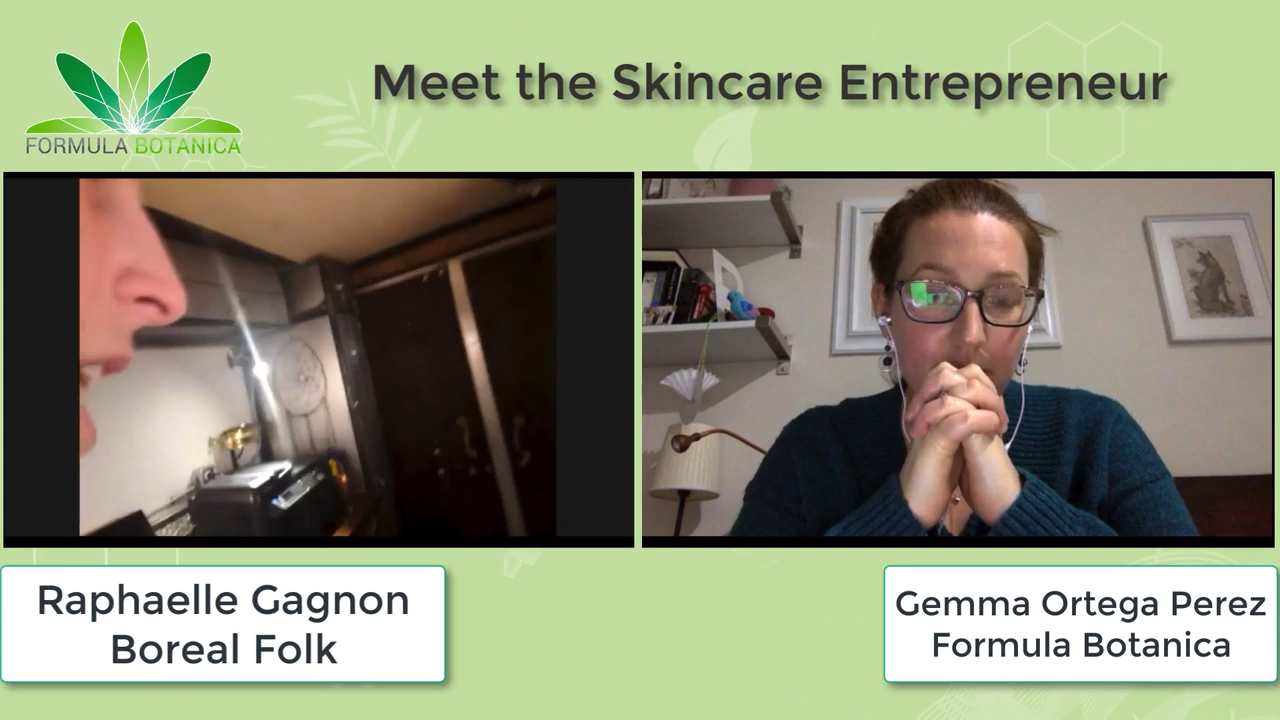 FORMULA BOTANICA
Meet the Skincare Entrepreneur
Raphaelle Gagnon
Boreal Folk
Gemma Ortega Perez
Formula Botanica